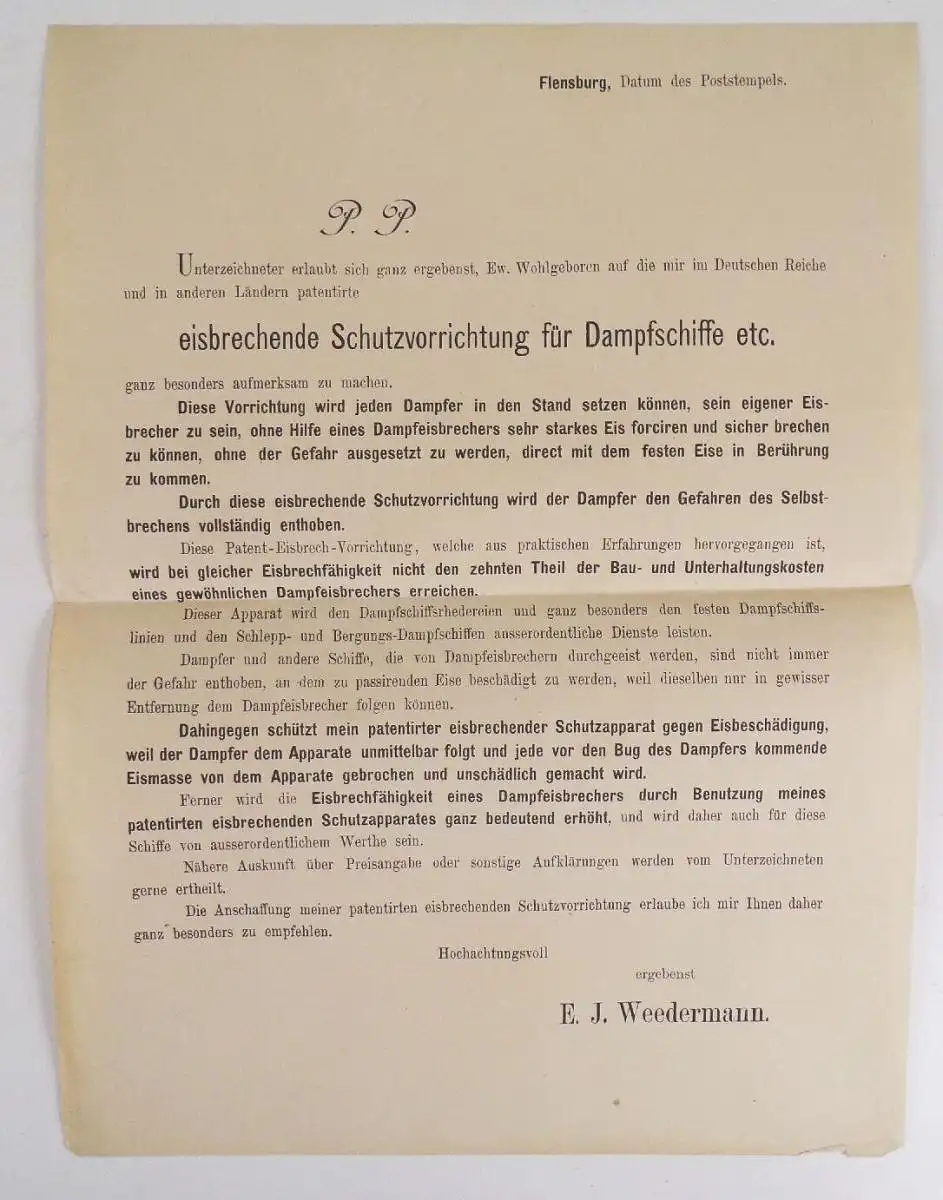 Flensburg, Datum des Poststempels.
P. P.
Unterzeichneter erlaubt sich ganz ergebenst, Ew. Wohlgeboren auf die mir im Deutschen Reiche
und in anderen Ländern patentirte
eisbrechende Schutzvorrichtung für Dampfschiffe etc.
ganz besonders aufmerksam zu machen.
Diese Vorrichtung wird jeden Dampfer in den Stand setzen können, sein eigener Eis-
brecher zu sein, ohne Hilfe eines Dampfeisbrechers sehr starkes Eis forciren und sicher brechen
zu können, ohne der Gefahr ausgesetzt zu werden, direct mit dem festen Eise in Berührung
zu kommen.
Durch diese eisbrechende Schutzvorrichtung wird der Dampfer den Gefahren des Selbst-
brechens vollständig enthoben.
Diese Patent-Eisbrech-Vorrichtung, welche aus praktischen Erfahrungen hervorgegangen ist,
wird bei gleicher Eisbrechfähigkeit nicht den zehnten Theil der Bau- und Unterhaltungskosten
eines gewöhnlichen Dampfeisbrechers erreichen.
Dieser Apparat wird den Dampfschiffsrhedereien und ganz besonders den festen Dampfschiffs-
linien und den Schlepp- und Bergungs-Dampfschiffen ausserordentliche Dienste leisten.
Dampfer und andere Schiffe, die von Dampfeisbrechern durchgeeist werden, sind nicht immer
der Gefahr enthoben, an dem zu passirenden Eise beschädigt zu werden, weil dieselben nur in gewisser
Entfernung dem Dampfeisbrecher folgen können.
Dahingegen schützt mein patentirter eisbrechender Schutzapparat gegen Eisbeschädigung,
weil der Dampfer dem Apparate unmittelbar folgt und jede vor den Bug des Dampfers kommende
Eismasse von dem Apparate gebrochen und unschädlich gemacht wird.
Ferner wird die Eisbrechfähigkeit eines Dampfeisbrechers durch Benutzung meines
patentirten eisbrechenden Schutzapparates ganz bedeutend erhöht, und wird daher auch für diese
Schiffe von ausserordentlichem Werthe sein.
Nähere Auskunft über Preisangabe oder sonstige Aufklärungen werden vom Unterzeichneten
gerne ertheilt.
Die Anschaffung meiner patentirten eisbrechenden Schutzvorrichtung erlaube ich mir Ihnen daher
ganz besonders zu empfehlen.
Hochachtungsvoll
ergebenst
E. J. Weedermann.